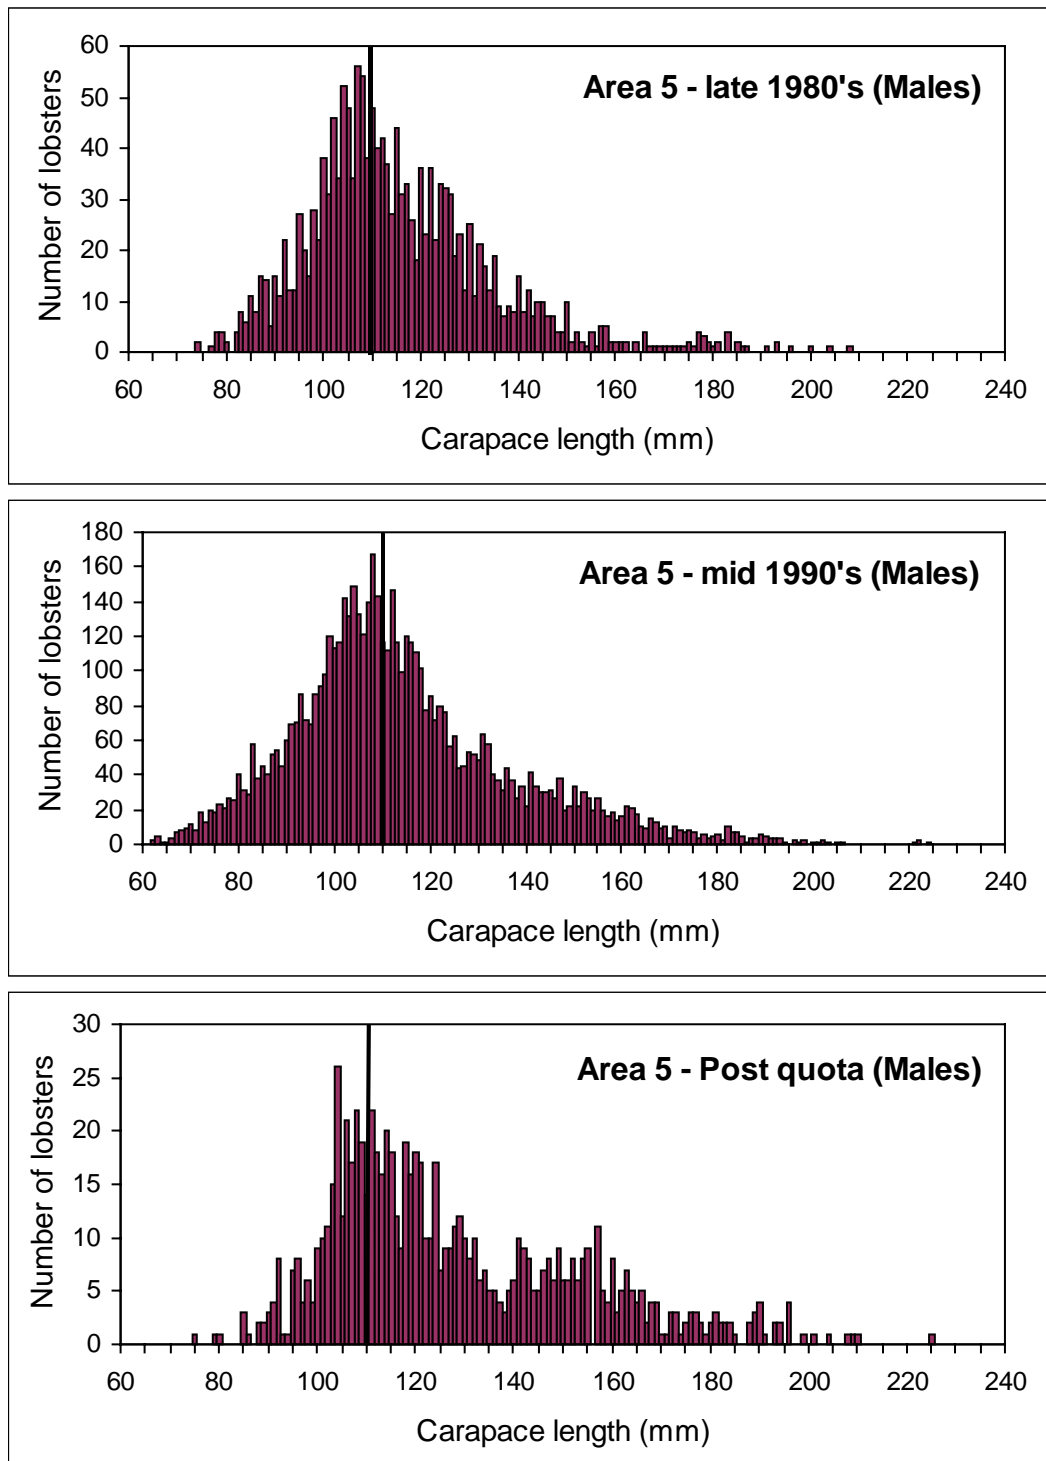 Area 5 - late 1980's (Males)
Number of lobsters
60
50
40
30
20
10
0
60 80 100 120 140 160 180 200 220 240
Carapace length (mm)
Area 5 - mid 1990's (Males)
Number of lobsters
180
160
140
120
100
80
60
40
20
0
60 80 100 120 140 160 180 200 220 240
Carapace length (mm)
Area 5 - Post quota (Males)
Number of lobsters
30
25
20
15
10
5
0
60 80 100 120 140 160 180 200 220 240
Carapace length (mm)